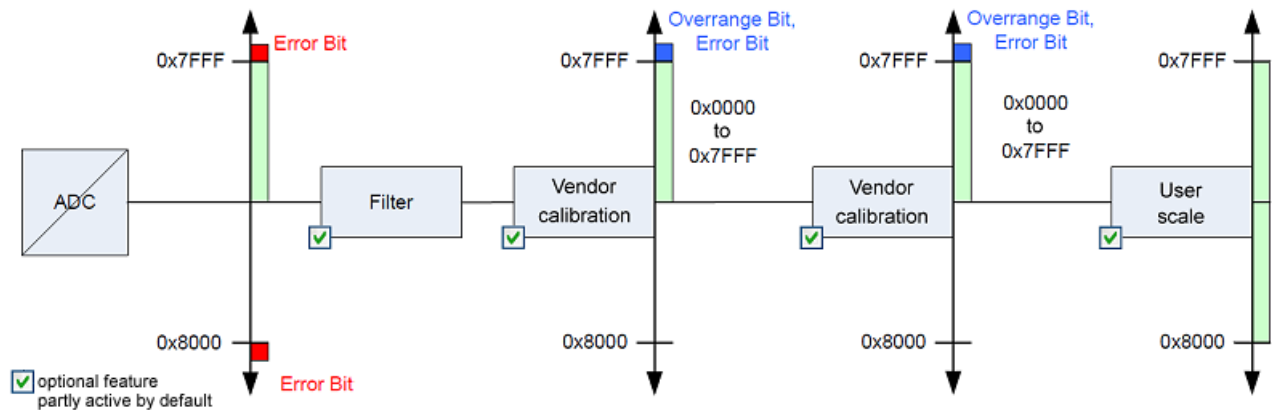 Overrange Bit,
Error Bit
Overrange Bit,
Error Bit
Error Bit
0x7FFF
0x7FFF
0x7FFF
0x7FFF
0x0000
to
0x7FFF
0x0000
to
0x7FFF
ADC
Filter
Vendor
calibration
Vendor
calibration
User
scale
0x8000
0x8000
0x8000
0x8000
Error Bit
optional feature
partly active by default